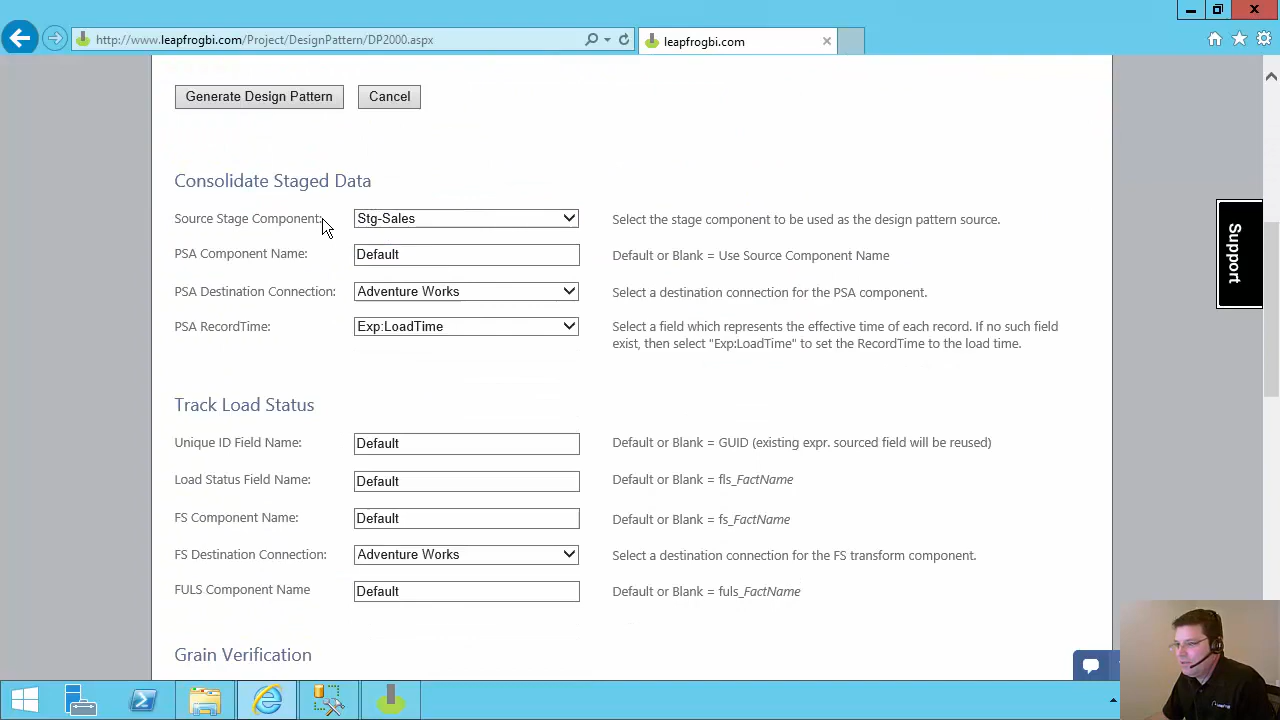 http://www.leapfrogbi.com/Project/DesignPattern/DP2000.aspx
leapfrogbi.com
Generate Design Pattern
Cancel
Consolidate Staged Data
Source Stage Component:
Stg-Sales
Select the stage component to be used as the design pattern source.
PSA Component Name:
Default
Default or Blank = Use Source Component Name
PSA Destination Connection:
Adventure Works
Select a destination connection for the PSA component.
PSA RecordTime:
Exp:LoadTime
Select a field which represents the effective time of each record. If no such field
exist, then select "Exp:LoadTime" to set the RecordTime to the load time.
Support
Track Load Status
Unique ID Field Name:
Default
Default or Blank = GUID (existing expr. sourced field will be reused)
Load Status Field Name:
Default
Default or Blank = fls_FactName
FS Component Name:
Default
Default or Blank = fs_FactName
FS Destination Connection:
Adventure Works
Select a destination connection for the FS transform component.
FULS Component Name
Default
Default or Blank = fuls_FactName
Grain Verification